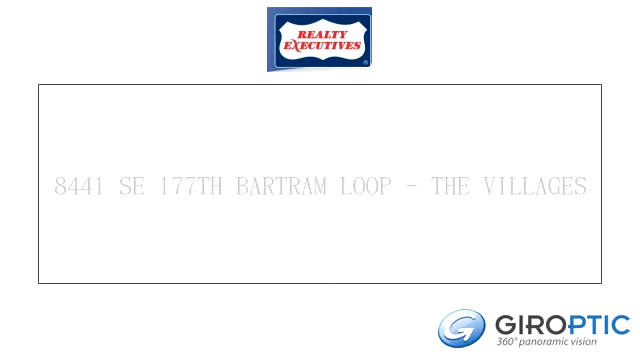 REALTY
EXECUTIVES
®
8441 SE 177TH BARTRAM LOOP - THE VILLAGES
GIROPTIC
360° panoramic vision